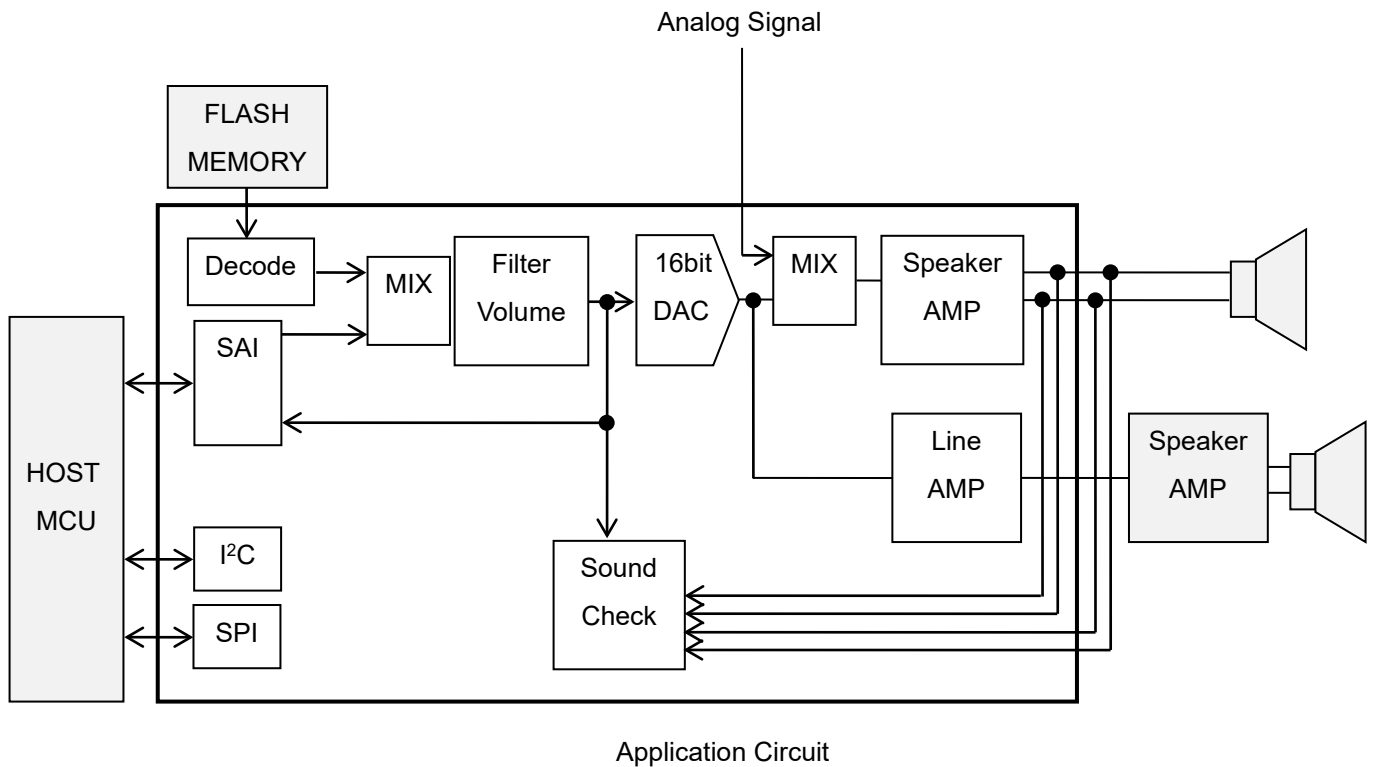 Analog Signal
FLASH
MEMORY
Decode
MIX
Filter
Volume
16bit
DAC
MIX
Speaker
AMP
SAI
HOST
MCU
Line
AMP
Speaker
AMP
I²C
SPI
Sound
Check
Application Circuit